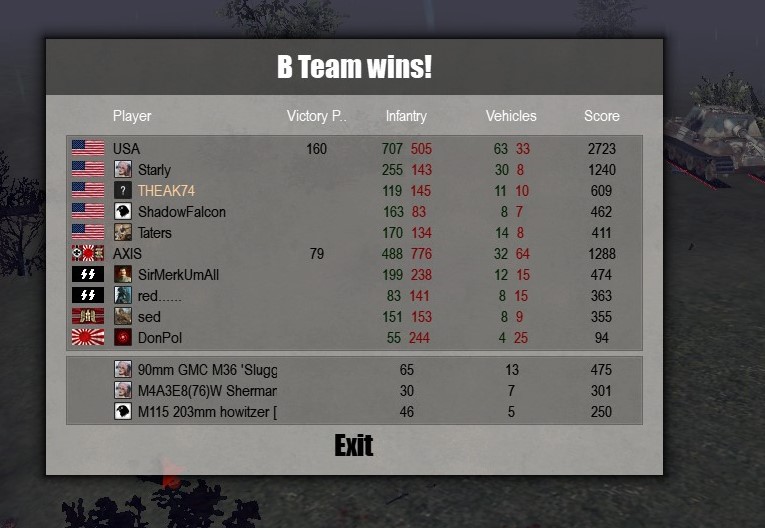 B Team wins!
Player Victory P.. Infantry Vehicles Score
USA 160 707 505 63 33 2723
Starly 255 143 30 8 1240
? THEAK74 119 145 11 10 609
ShadowFalcon 163 83 8 7 462
Taters 170 134 14 8 411
AXIS 79 488 776 32 64 1288
SirMerkUmAll 199 238 12 15 474
red...... 83 141 8 15 363
sed 151 153 8 9 355
DonPol 55 244 4 25 94
90mm GMC M36 'Slugg 65 13 475
M4A3E8(76)W Sherman 30 7 301
M115 203mm howitzer [ 46 5 250
Exit